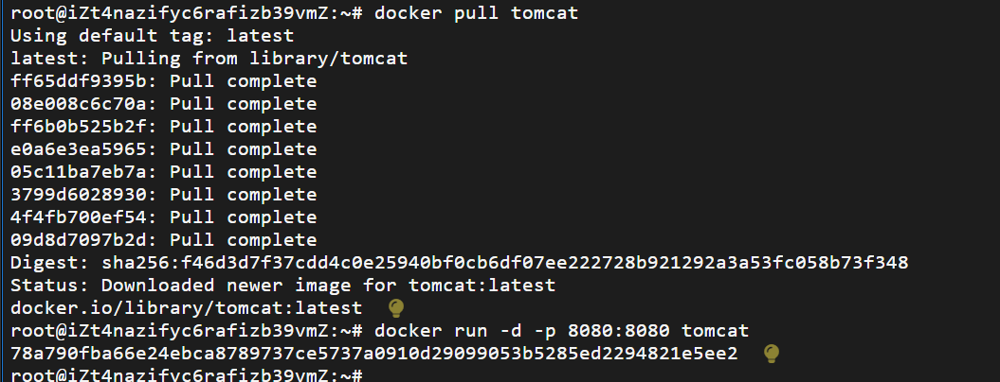 root@iZt4nazifyc6rafizb39vmZ:~# docker pull tomcat
Using default tag: latest
latest: Pulling from library/tomcat
ff65ddf9395b: Pull complete
08e008c6c70a: Pull complete
ff6b0b525b2f: Pull complete
e0a6e3ea5965: Pull complete
05c11ba7eb7a: Pull complete
3799d6028930: Pull complete
4f4fb700ef54: Pull complete
09d8d7097b2d: Pull complete
Digest: sha256:f46d3d7f37cdd4c0e25940bf0cb6df07ee222728b921292a3a53fc058b73f348
Status: Downloaded newer image for tomcat:latest
docker.io/library/tomcat:latest
root@iZt4nazifyc6rafizb39vmZ:~# docker run -d -p 8080:8080 tomcat
78a790fba66e24ebca8789737ce5737a0910d29099053b5285ed2294821e5ee2
root@iZt4nazifyc6rafizb39vmZ:~#